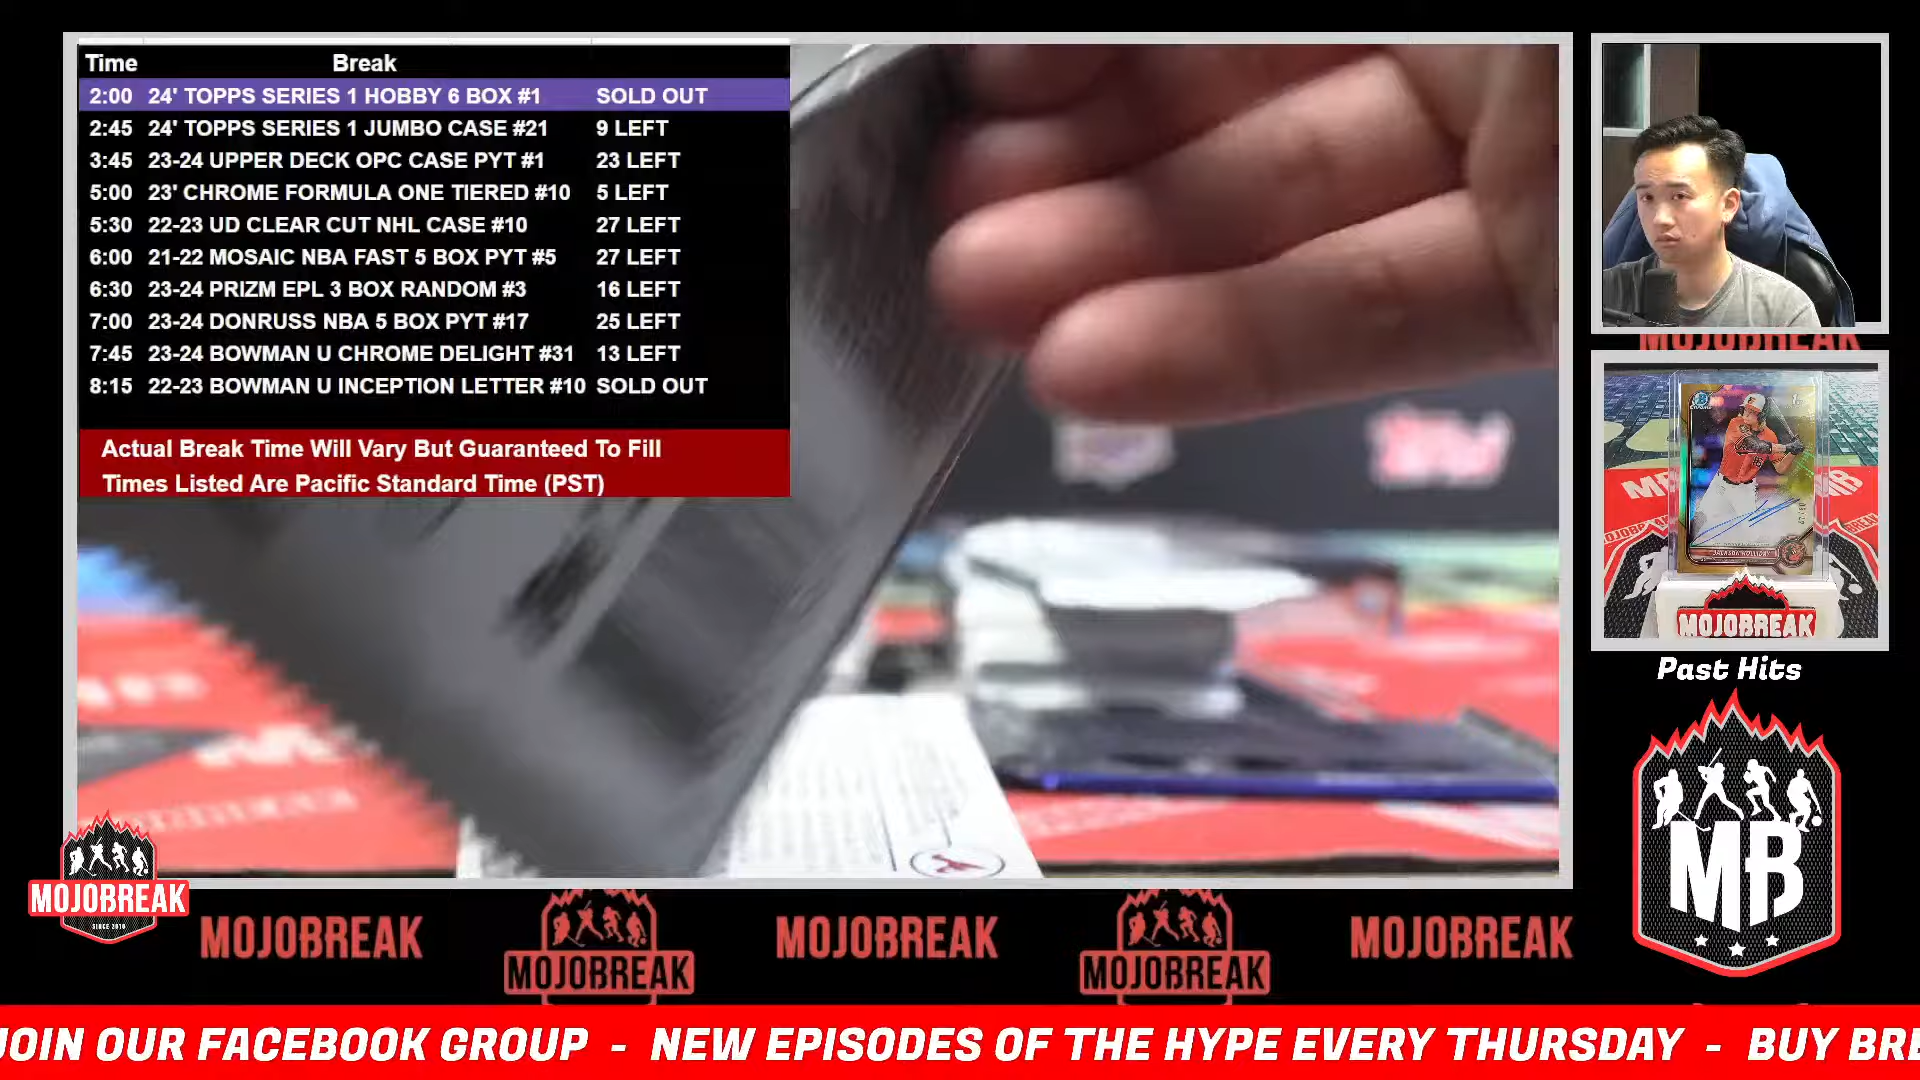 Time Break
2:00 24' TOPPS SERIES 1 HOBBY 6 BOX #1 SOLD OUT
2:45 24' TOPPS SERIES 1 JUMBO CASE #21 9 LEFT
3:45 23-24 UPPER DECK OPC CASE PYT #1 23 LEFT
5:00 23' CHROME FORMULA ONE TIERED #10 5 LEFT
5:30 22-23 UD CLEAR CUT NHL CASE #10 27 LEFT
6:00 21-22 MOSAIC NBA FAST 5 BOX PYT #5 27 LEFT
6:30 23-24 PRIZM EPL 3 BOX RANDOM #3 16 LEFT
7:00 23-24 DONRUSS NBA 5 BOX PYT #17 25 LEFT
7:45 23-24 BOWMAN U CHROME DELIGHT #31 13 LEFT
8:15 22-23 BOWMAN U INCEPTION LETTER #10 SOLD OUT
Actual Break Time Will Vary But Guaranteed To Fill
Times Listed Are Pacific Standard Time (PST)
MOJOBREAK
JACKSON HOLLIDAY
MOJOBREAK
Past Hits
MB
MOJOBREAK
SINCE 2010
MOJOBREAK
MOJOBREAK
MOJOBREAK
MOJOBREAK
MOJOBREAK
JOIN OUR FACEBOOK GROUP - NEW EPISODES OF THE HYPE EVERY THURSDAY - BUY BRE